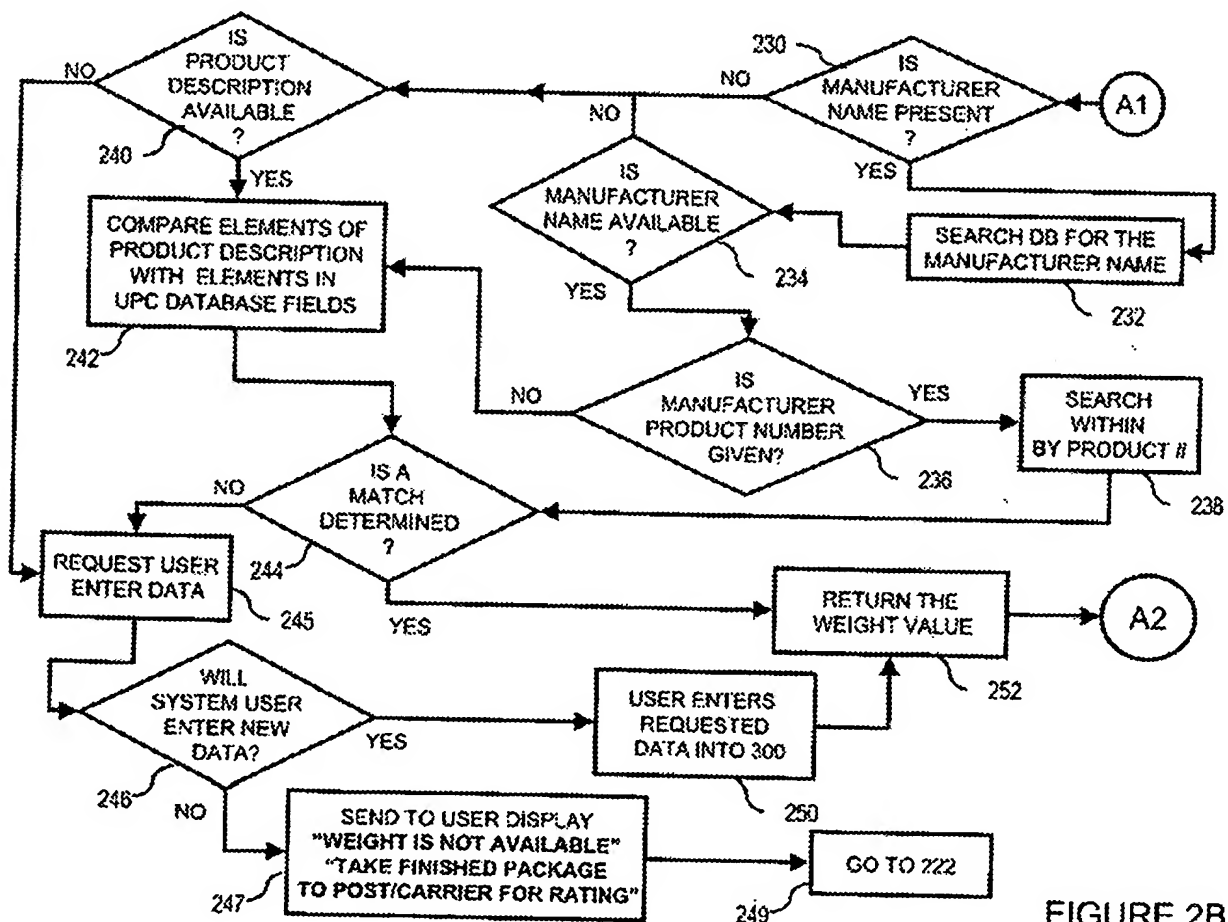 IS
PRODUCT
DESCRIPTION
AVAILABLE
?
NO
240
YES
230
IS
MANUFACTURER
NAME PRESENT
?
NO
YES
A1
NO
IS
MANUFACTURER
NAME AVAILABLE
?
234
YES
SEARCH DB FOR THE
MANUFACTURER NAME
232
COMPARE ELEMENTS OF
PRODUCT DESCRIPTION
WITH ELEMENTS IN
UPC DATABASE FIELDS
242
NO
IS
MANUFACTURER
PRODUCT NUMBER
GIVEN?
236
YES
SEARCH
WITHIN
BY PRODUCT #
238
NO
IS A
MATCH
DETERMINED
?
244
YES
REQUEST USER
ENTER DATA
245
RETURN THE
WEIGHT VALUE
252
A2
WILL
SYSTEM USER
ENTER NEW
DATA?
246
YES
NO
USER ENTERS
REQUESTED
DATA INTO 300
250
SEND TO USER DISPLAY
"WEIGHT IS NOT AVAILABLE"
"TAKE FINISHED PACKAGE
TO POST/CARRIER FOR RATING"
247
GO TO 222
249
FIGURE 2B